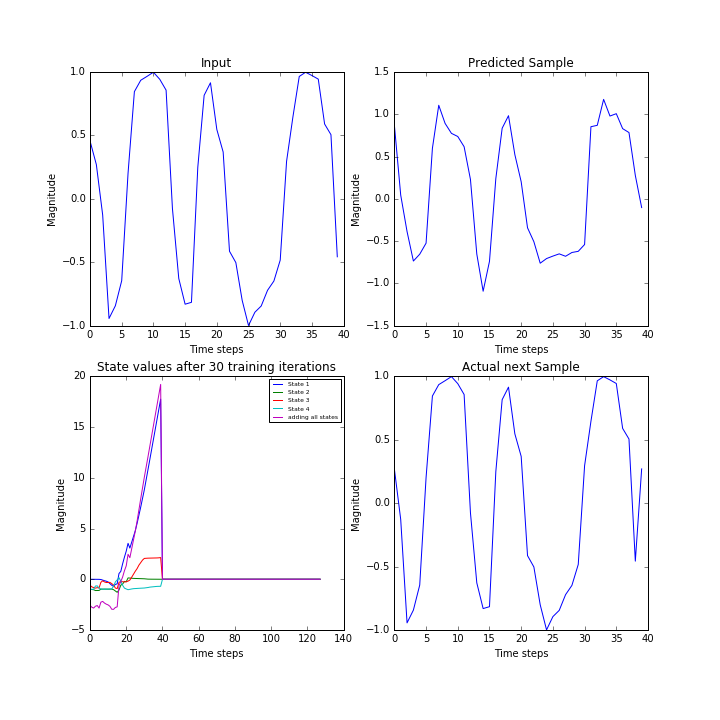 Input
Magnitude
1.0
0.5
0.0
−0.5
−1.0
0 5 10 15 20 25 30 35 40
Time steps
Predicted Sample
Magnitude
1.5
1.0
0.5
0.0
−0.5
−1.0
−1.5
0 5 10 15 20 25 30 35 40
Time steps
State values after 30 training iterations
Magnitude
20
15
10
5
0
−5
0 20 40 60 80 100 120 140
Time steps
State 1
State 2
State 3
State 4
adding all states
Actual next Sample
Magnitude
1.0
0.5
0.0
−0.5
−1.0
0 5 10 15 20 25 30 35 40
Time steps